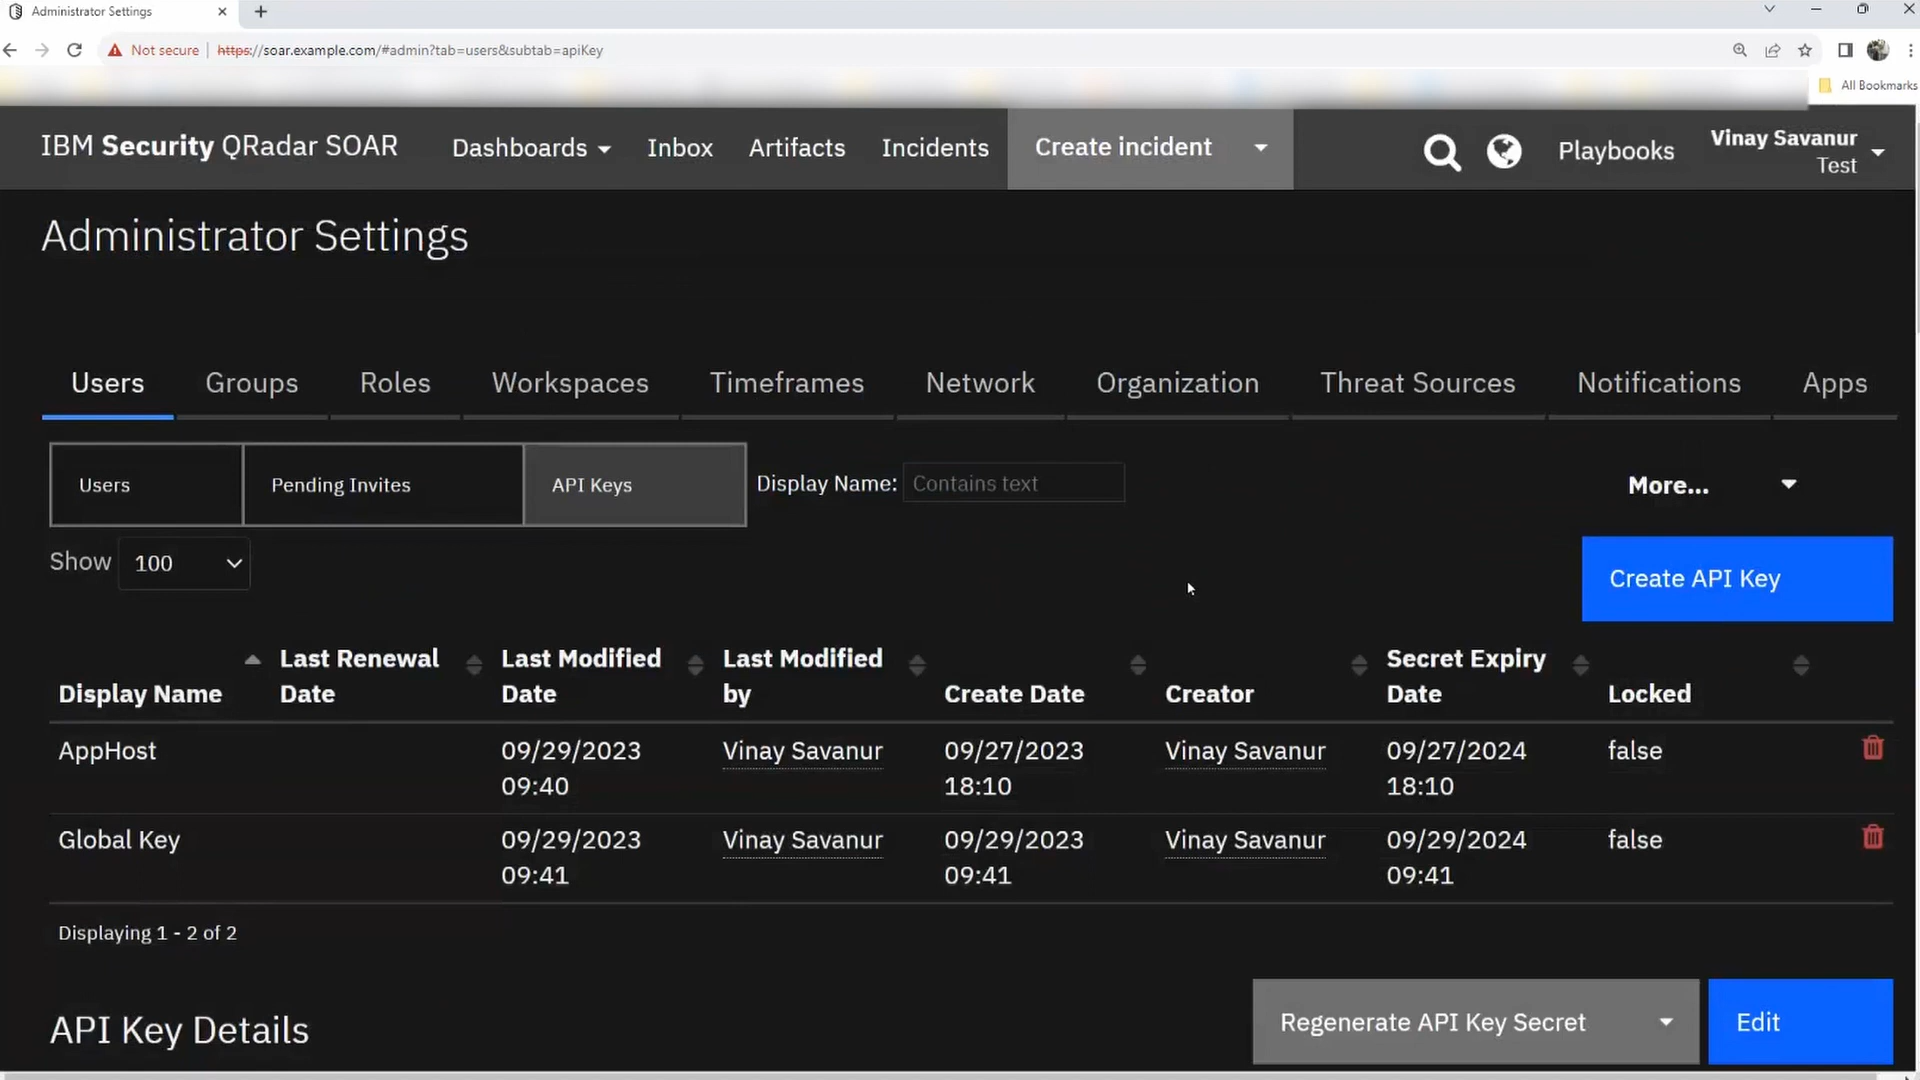 Administrator Settings
Not secure https://soar.example.com/#admin?tab=users&subtab=apiKey
All Bookmarks
IBM Security QRadar SOAR Dashboards Inbox Artifacts Incidents Create incident Playbooks Vinay Savanur
Test
Administrator Settings
Users Groups Roles Workspaces Timeframes Network Organization Threat Sources Notifications Apps
Users Pending Invites API Keys Display Name: Contains text More...
Show 100 Create API Key
Last Renewal Last Modified Last Modified Secret Expiry
Display Name Date Date by Create Date Creator Date Locked
AppHost 09/29/2023 Vinay Savanur 09/27/2023 Vinay Savanur 09/27/2024 false
09:40 18:10 18:10
Global Key 09/29/2023 Vinay Savanur 09/29/2023 Vinay Savanur 09/29/2024 false
09:41 09:41 09:41
Displaying 1 - 2 of 2
API Key Details Regenerate API Key Secret Edit